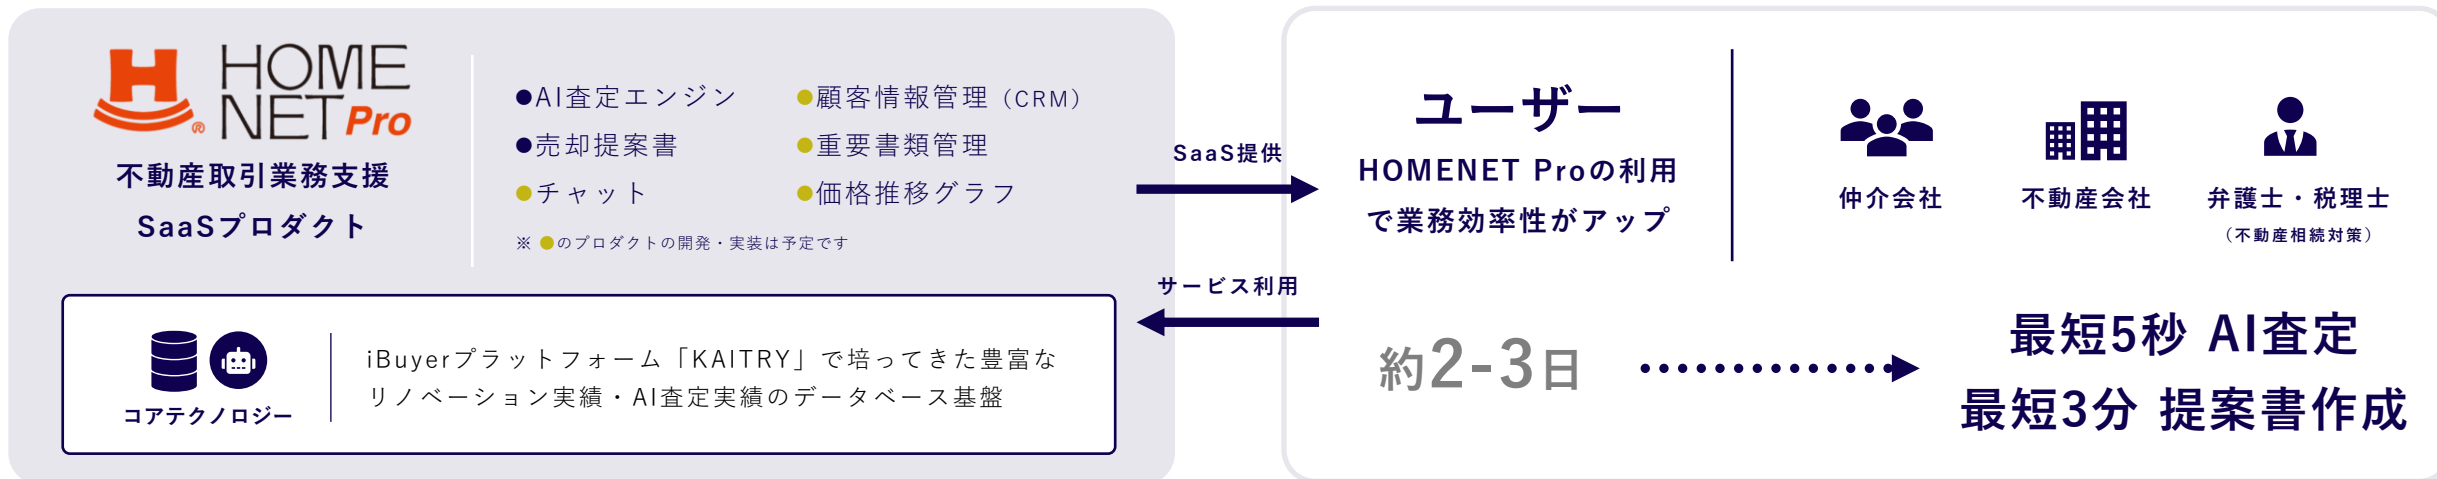 HOME
NET Pro
®
不動産取引業務支援
SaaSプロダクト
●AI査定エンジン
●売却提案書
●チャット
●顧客情報管理（CRM）
●重要書類管理
●価格推移グラフ
※ ●のプロダクトの開発・実装は予定です
コアテクノロジー
iBuyerプラットフォーム「KAITRY」で培ってきた豊富な
リノベーション実績・AI査定実績のデータベース基盤
SaaS提供
サービス利用
ユーザー
HOMENET Proの利用
で業務効率性がアップ
仲介会社
不動産会社
弁護士・税理士
（不動産相続対策）
約2-3日
最短5秒 AI査定
最短3分 提案書作成